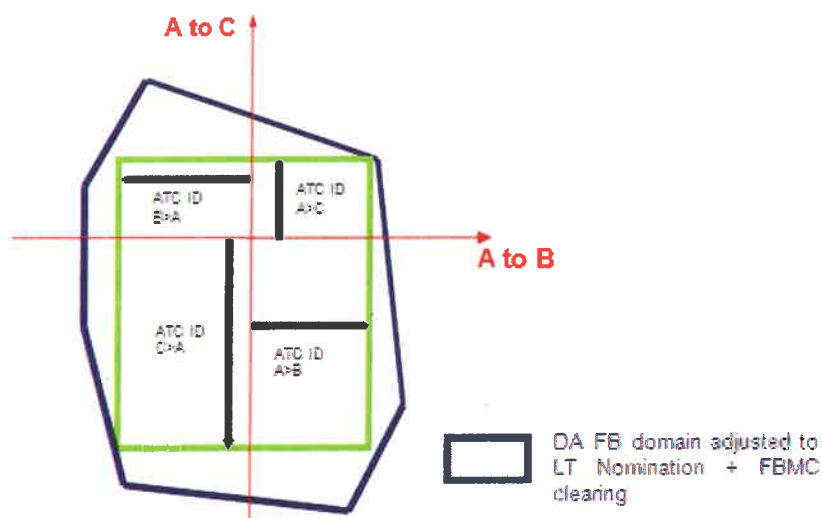 A to C
ATC ID
B>A
ATC ID
A>C
A to B
ATC ID
C>A
ATC ID
A>B
DA FB domain adjusted to
LT Nomination + FBMC
clearing